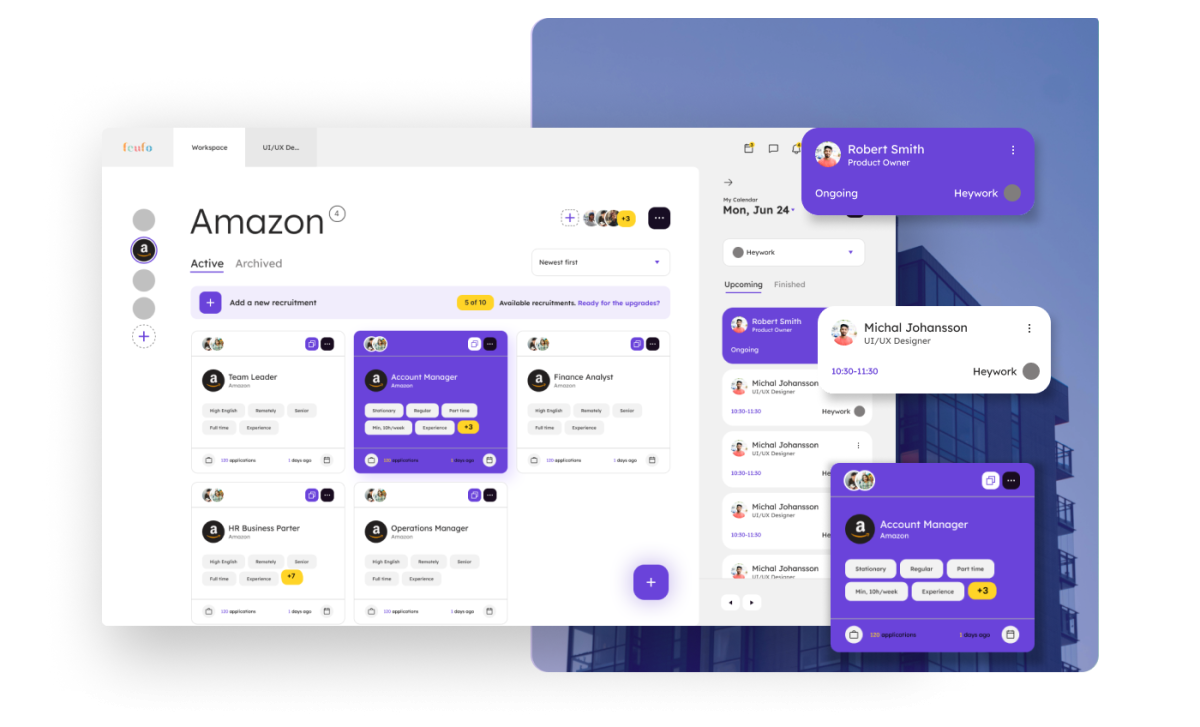 feufo
Workspace
UI/UX De...
Amazon
4
+3
Active
Archived
Newest first
Add a new recruitment
5 of 10
Available recruitments. Ready for the upgrades?
Team Leader
Amazon
High English
Remotely
Senior
Full time
Experience
120 applications
1 days ago
Account Manager
Amazon
Stationary
Regular
Part time
Min. 10h/week
Experience
+3
120 applications
1 days ago
Finance Analyst
Amazon
High English
Remotely
Senior
Full time
Experience
120 applications
1 days ago
HR Business Parter
Amazon
High English
Remotely
Senior
Full time
Experience
+7
120 applications
1 days ago
Operations Manager
Amazon
High English
Remotely
Senior
Full time
Experience
120 applications
1 days ago
My Calendar
Mon, Jun 24
Heywork
Upcoming
Finished
Robert Smith
Product Owner
Ongoing
Michal Johansson
UI/UX Designer
10:30-11:30
Heywork
Michal Johansson
UI/UX Designer
10:30-11:30
He
Michal Johansson
UI/UX Designer
10:30-11:30
He
Michal Johansson
UI/UX Designer
Robert Smith
Product Owner
Ongoing
Heywork
Michal Johansson
UI/UX Designer
10:30-11:30
Heywork
Account Manager
Amazon
Stationary
Regular
Part time
Min, 10h/week
Experience
+3
120 applications
1 days ago